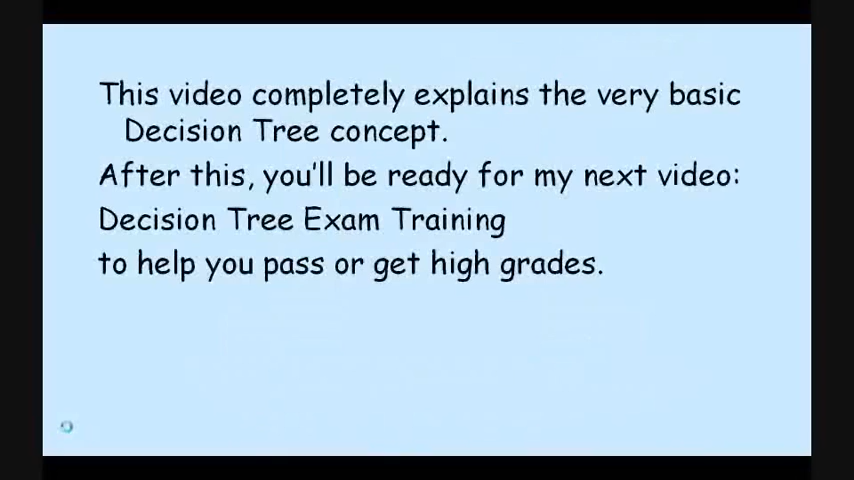 This video completely explains the very basic
Decision Tree concept.
After this, you'll be ready for my next video:
Decision Tree Exam Training
to help you pass or get high grades.